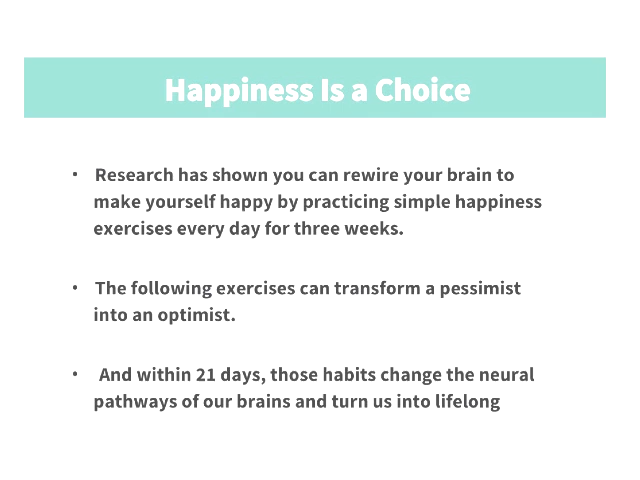 Happiness Is a Choice
• Research has shown you can rewire your brain to
make yourself happy by practicing simple happiness
exercises every day for three weeks.
• The following exercises can transform a pessimist
into an optimist.
• And within 21 days, those habits change the neural
pathways of our brains and turn us into lifelong